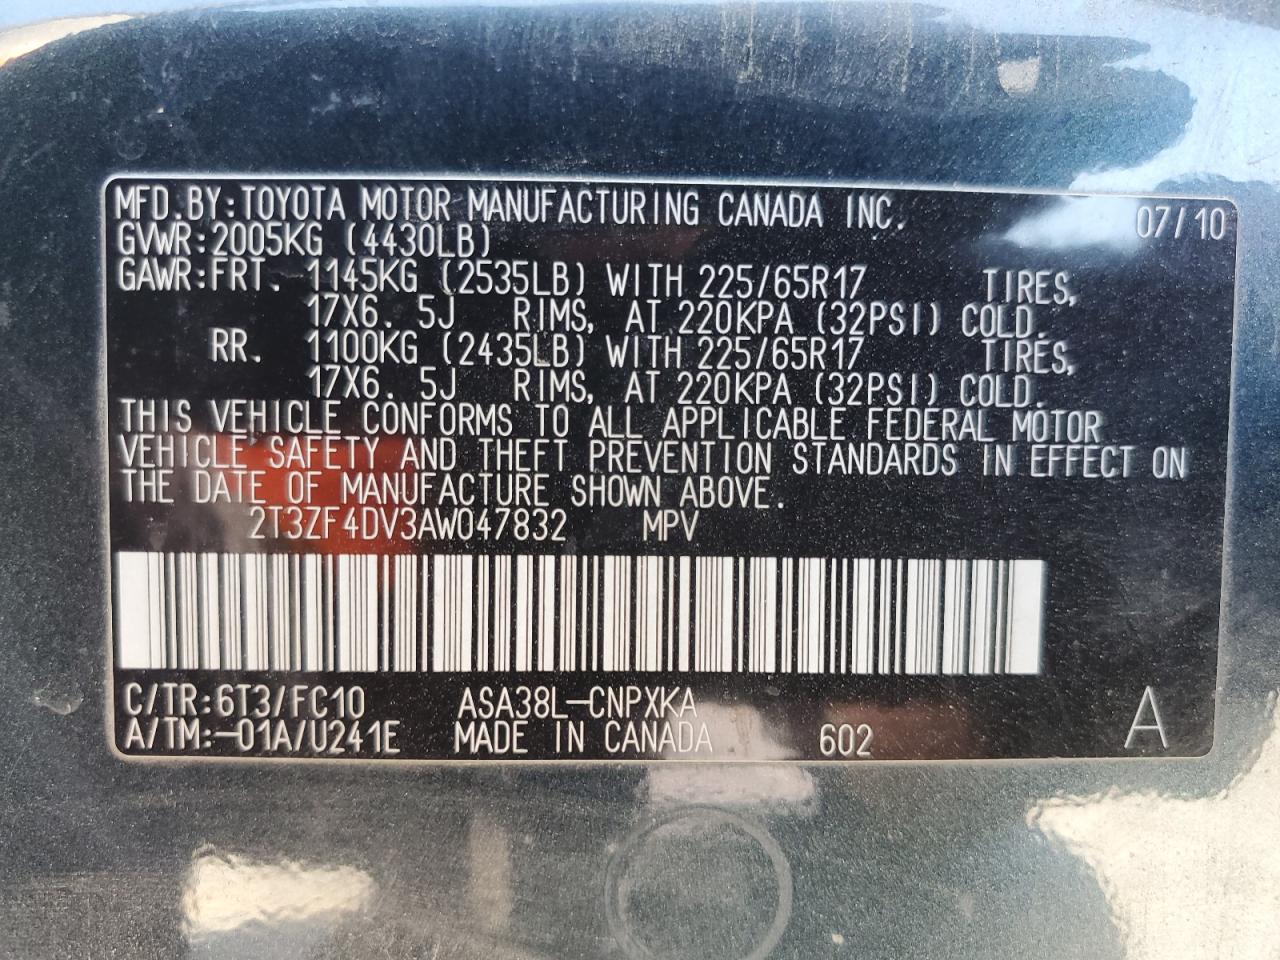 MFD.BY:TOYOTA MOTOR MANUFACTURING CANADA INC. 07/10
GVWR:2005KG (4430LB)
GAWR:FRT. 1145KG (2535LB) WITH 225/65R17 TIRES,
17X6.5J RIMS, AT 220KPA (32PSI) COLD.
RR. 1100KG (2435LB) WITH 225/65R17 TIRES,
17X6.5J RIMS, AT 220KPA (32PSI) COLD.
THIS VEHICLE CONFORMS TO ALL APPLICABLE FEDERAL MOTOR
VEHICLE SAFETY AND THEFT PREVENTION STANDARDS IN EFFECT ON
THE DATE OF MANUFACTURE SHOWN ABOVE.
2T3ZF4DV3AW047832 MPV
C/TR:6T3/FC10 ASA38L-CNPXKA A
A/TM:-01A/U241E MADE IN CANADA 602